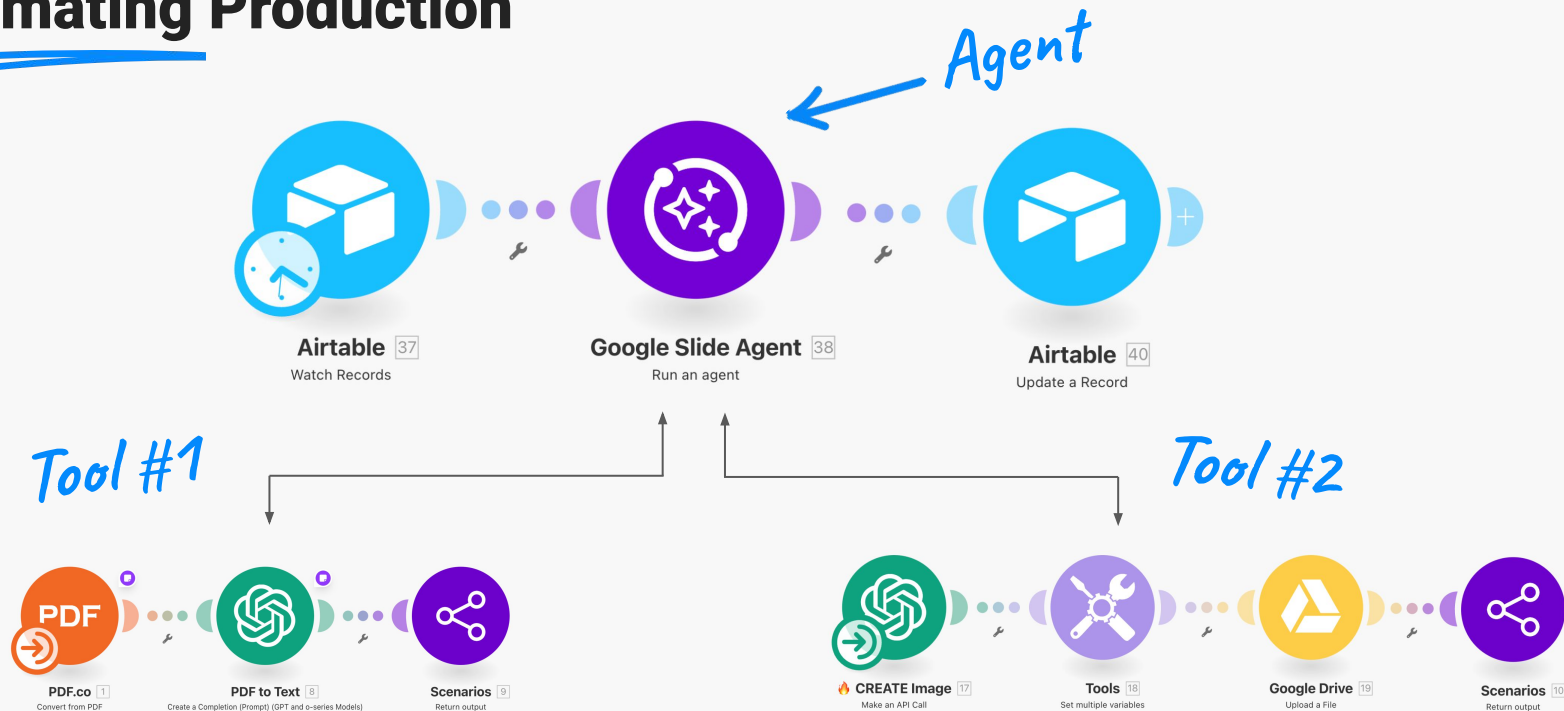 mating Production
Agent
Airtable 37
Watch Records
Google Slide Agent 38
Run an agent
Airtable 40
Update a Record
Tool #1
Tool #2
PDF
PDF.co 1
Convert from PDF
PDF to Text 8
Create a Completion (Prompt) (GPT and o-series Models)
Scenarios 9
Return output
🔥 CREATE Image 17
Make an API Call
Tools 18
Set multiple variables
Google Drive 19
Upload a File
Scenarios 10
Return output